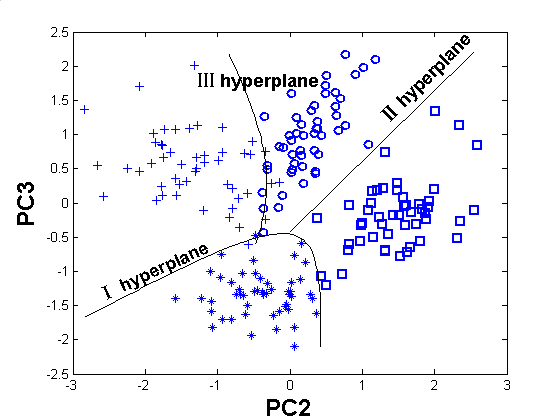 2.5
2
1.5
1
0.5
0
-0.5
-1
-1.5
-2
-2.5
PC3
III hyperplane
II hyperplane
I hyperplane
-3 -2 -1 0 1 2 3
PC2